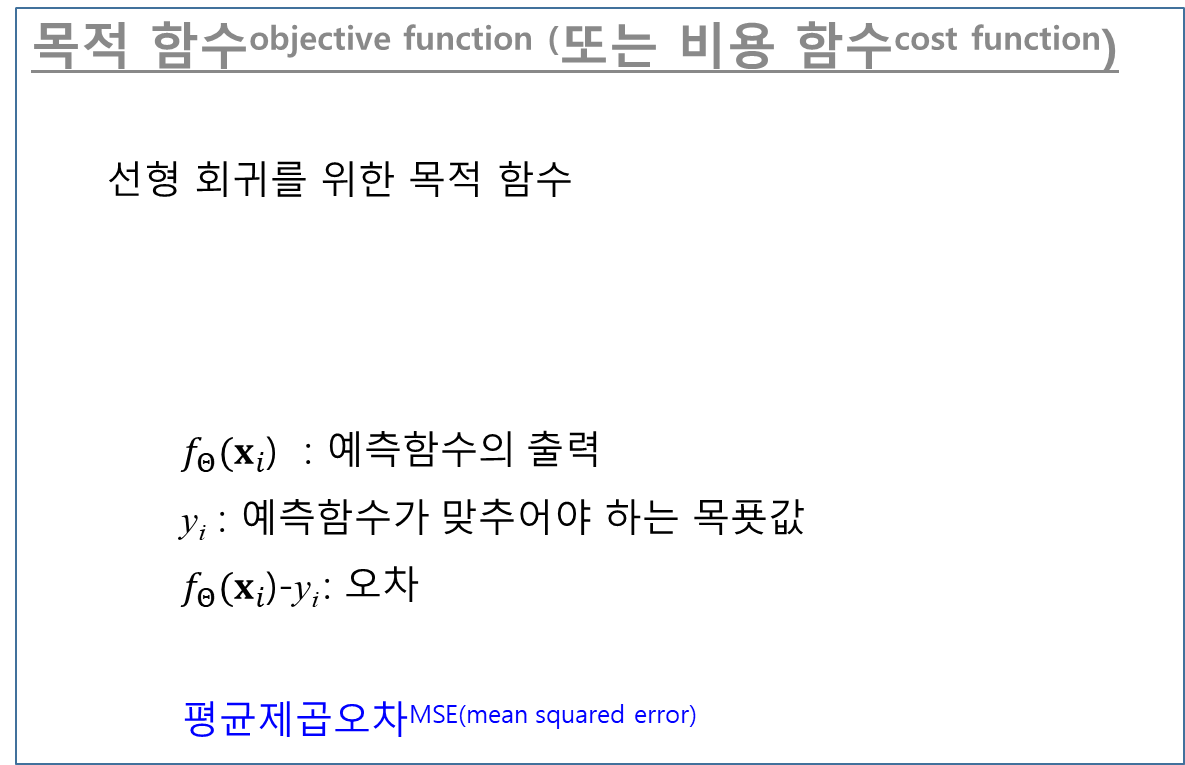 목적 함수objective function (또는 비용 함수cost function)
선형 회귀를 위한 목적 함수
fΘ(xi) : 예측함수의 출력
yi : 예측함수가 맞추어야 하는 목푯값
fΘ(xi)-yi: 오차
평균제곱오차MSE(mean squared error)